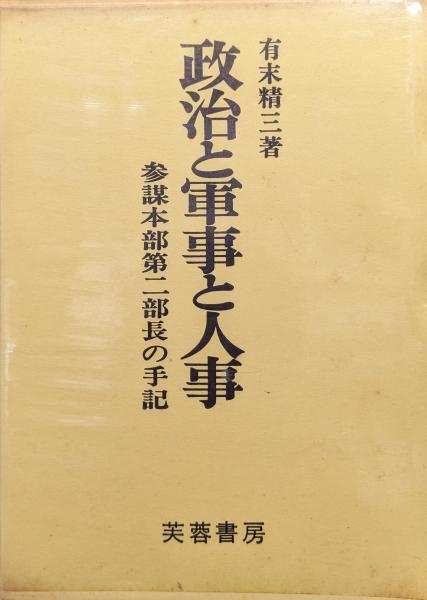 有末精三著
政治と軍事と人事
参謀本部第二部長の手記
芙蓉書房